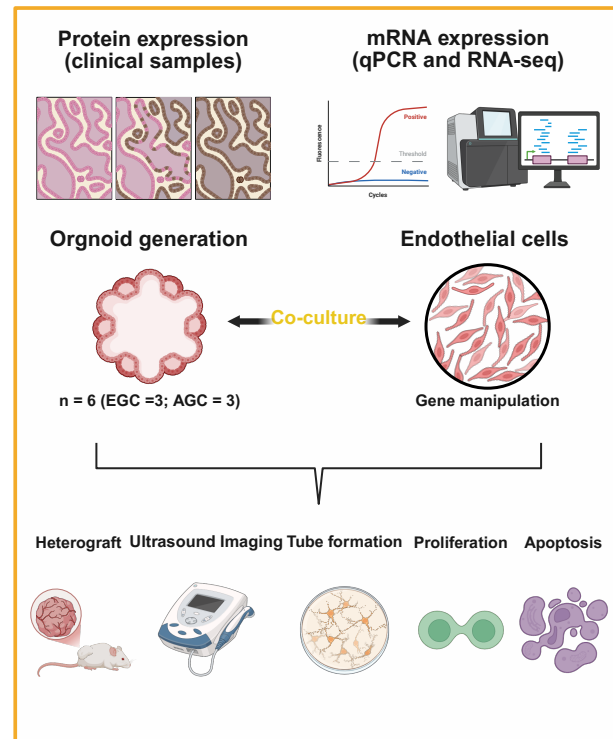 Protein expression
(clinical samples)
mRNA expression
(qPCR and RNA-seq)
Fluorescence
Positive
Threshold
Negative
Cycles
Orgnoid generation
Endothelial cells
Co-culture
n = 6 (EGC =3; AGC = 3)
Gene manipulation
Heterograft
Ultrasound Imaging
Tube formation
Proliferation
Apoptosis